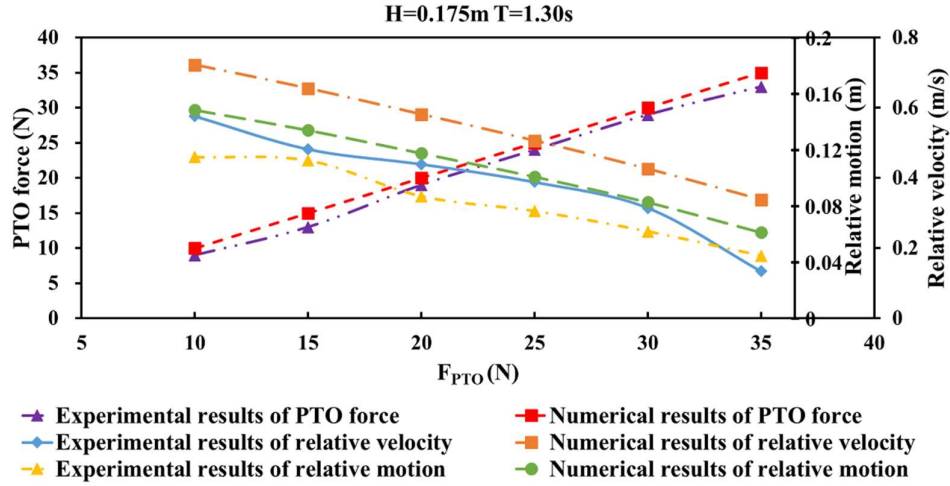 H=0.175m T=1.30s
PTO force (N)
40
35
30
25
20
15
10
5
0
0.2
0.16
0.12
0.08
0.04
0
Relative motion (m)
0.8
0.6
0.4
0.2
0
Relative velocity (m/s)
5 10 15 20 25 30 35 40
F_PTO (N)
Experimental results of PTO force Numerical results of PTO force
Experimental results of relative velocity Numerical results of relative velocity
Experimental results of relative motion Numerical results of relative motion